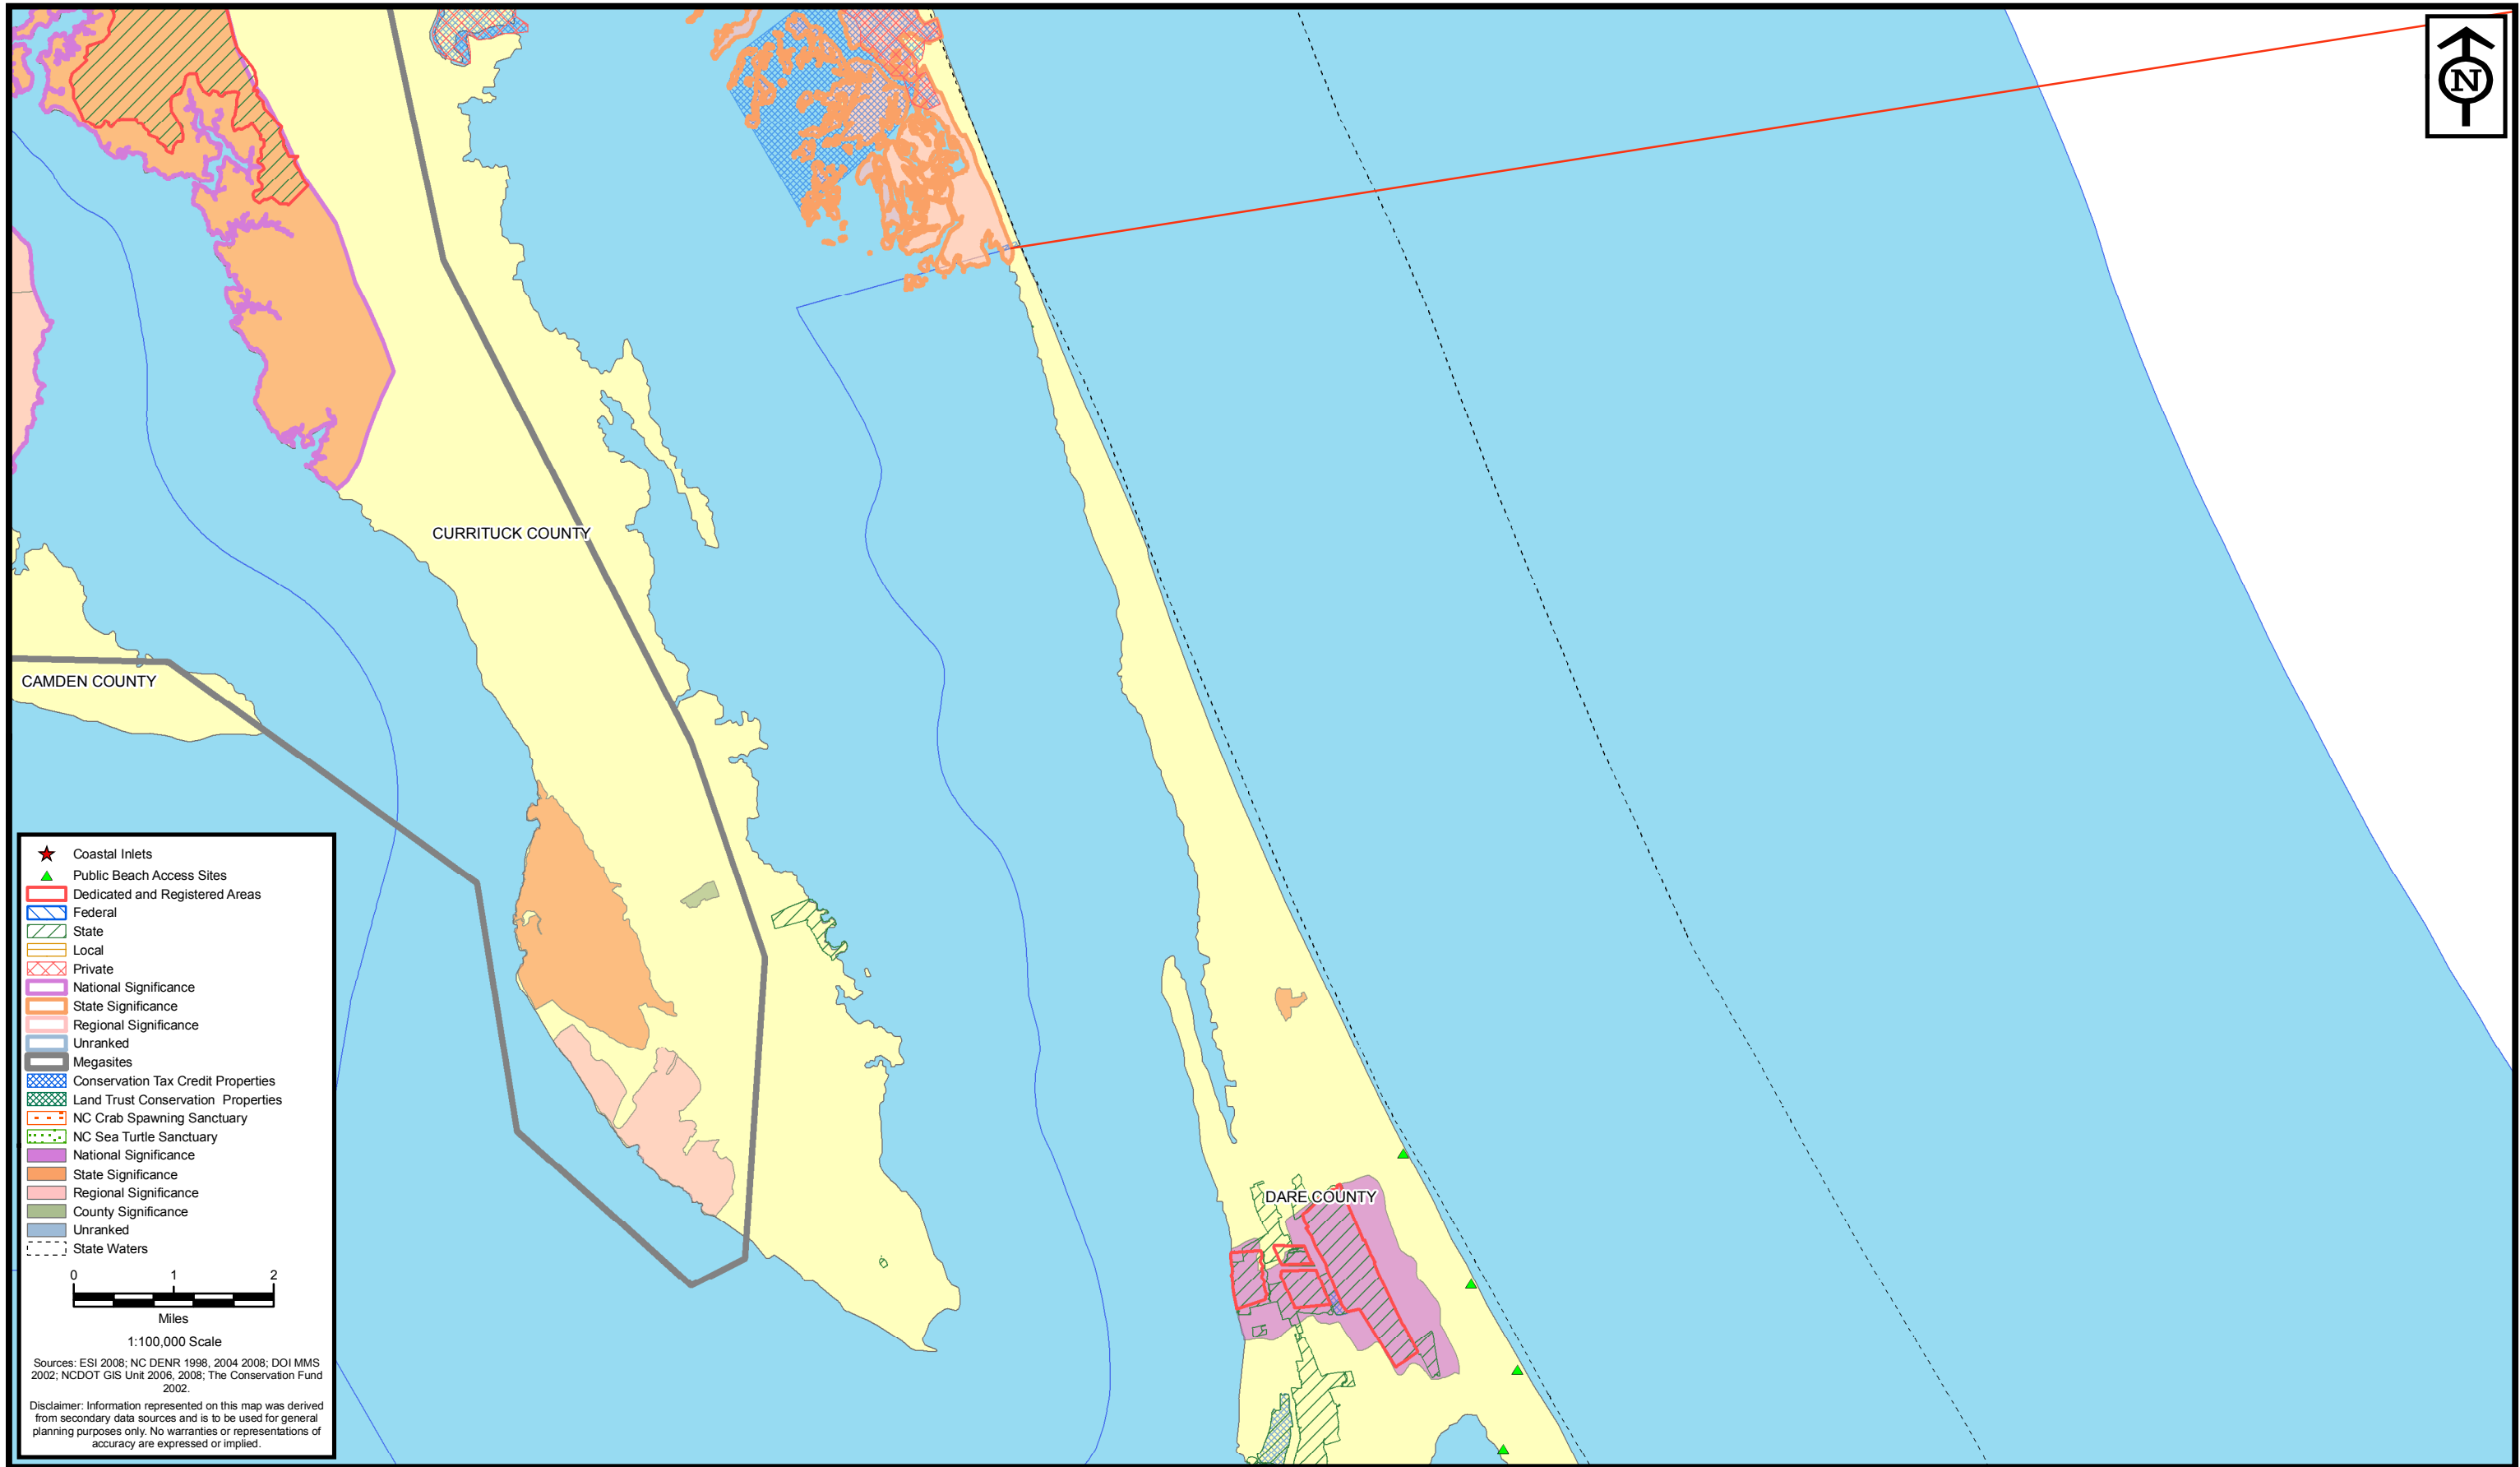 N
CURRITUCK COUNTY
CAMDEN COUNTY
DARE COUNTY
Coastal Inlets
Public Beach Access Sites
Dedicated and Registered Areas
Federal
State
Local
Private
National Significance
State Significance
Regional Significance
Unranked
Megasites
Conservation Tax Credit Properties
Land Trust Conservation Properties
NC Crab Spawning Sanctuary
NC Sea Turtle Sanctuary
National Significance
State Significance
Regional Significance
County Significance
Unranked
State Waters
0 1 2
Miles
1:100,000 Scale
Sources: ESI 2008; NC DENR 1998, 2004 2008; DOI MMS
2002; NCDOT GIS Unit 2006, 2008; The Conservation Fund
2002.
Disclaimer: Information represented on this map was derived
from secondary data sources and is to be used for general
planning purposes only. No warranties or representations of
accuracy are expressed or implied.